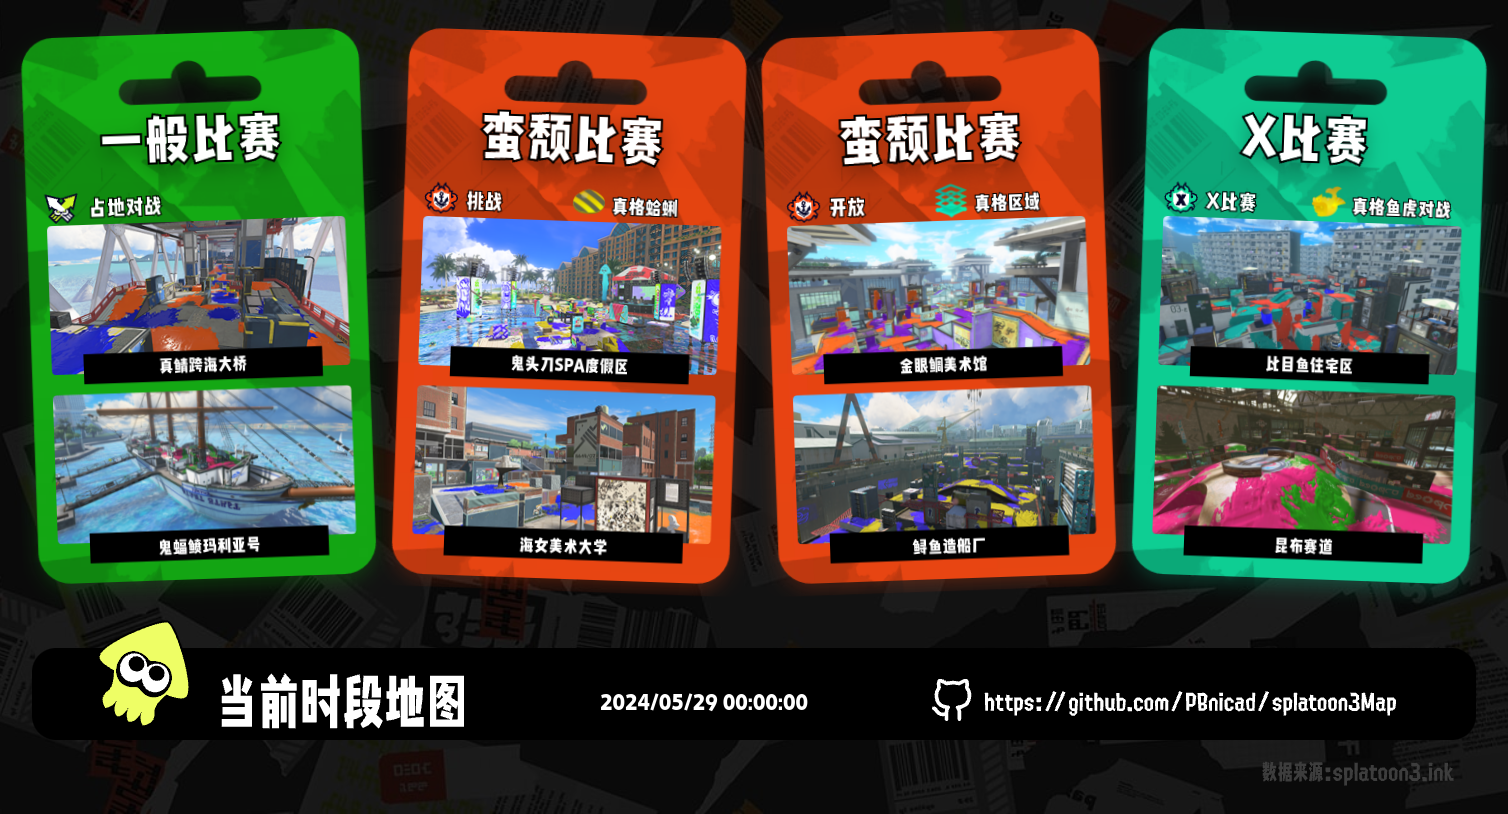 一般比赛
占地对战
真鲭跨海大桥
鬼蝠鲼玛利亚号
蛮颓比赛
挑战
真格蛤蜊
鬼头刀SPA度假区
海女美术大学
蛮颓比赛
开放
真格区域
金眼鲷美术馆
鲟鱼造船厂
X比赛
X比赛
真格鱼虎对战
比目鱼住宅区
昆布赛道
当前时段地图
2024/05/29 00:00:00
https://github.com/PBnicad/splatoon3Map
数据来源:splatoon3.ink